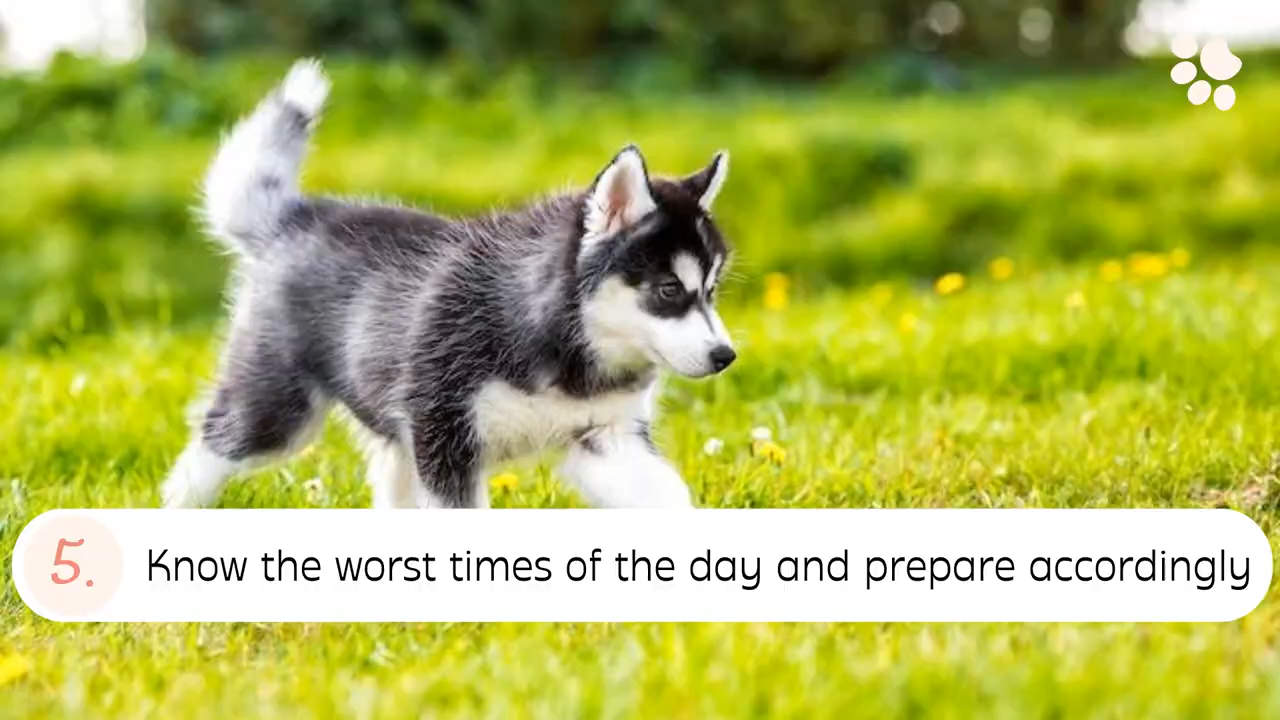 5. Know the worst times of the day and prepare accordingly